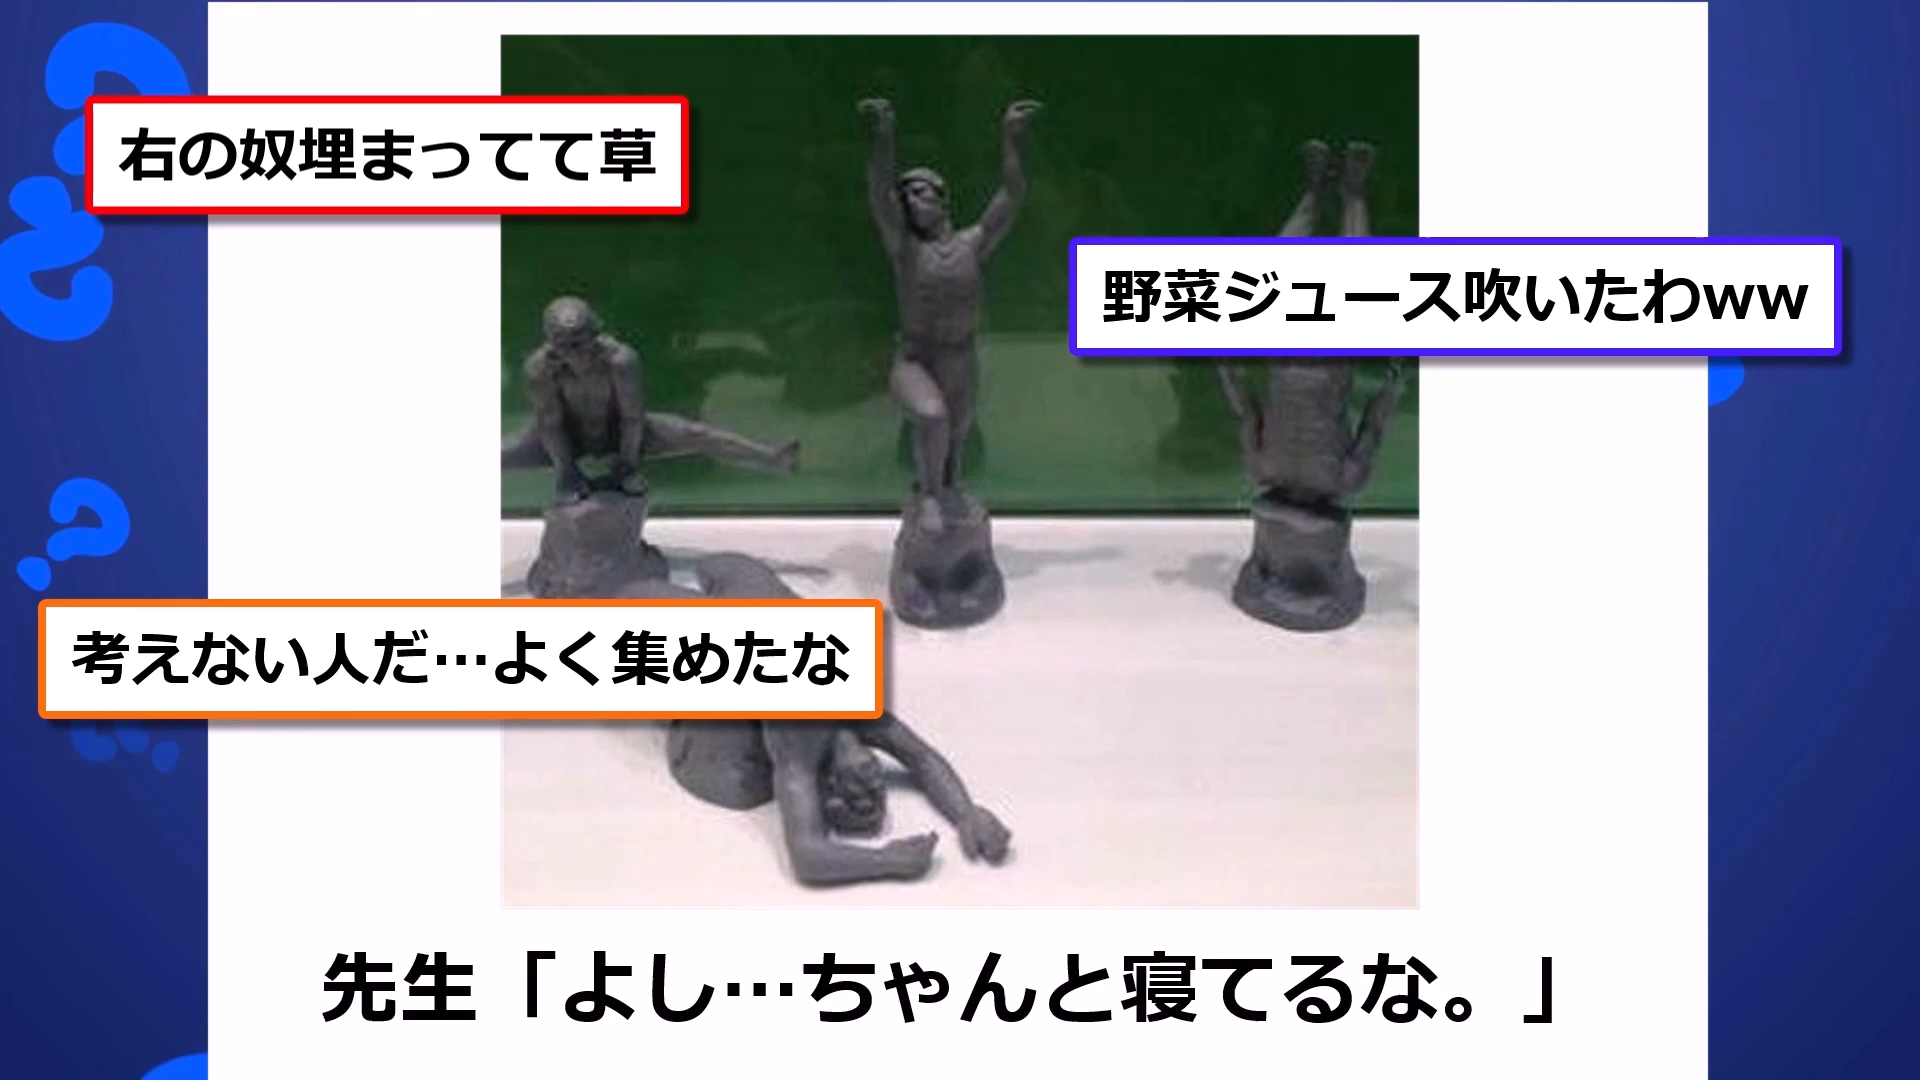 右の奴埋まってて草
野菜ジュース吹いたわww
考えない人だ…よく集めたな
先生「よし…ちゃんと寝てるな。」